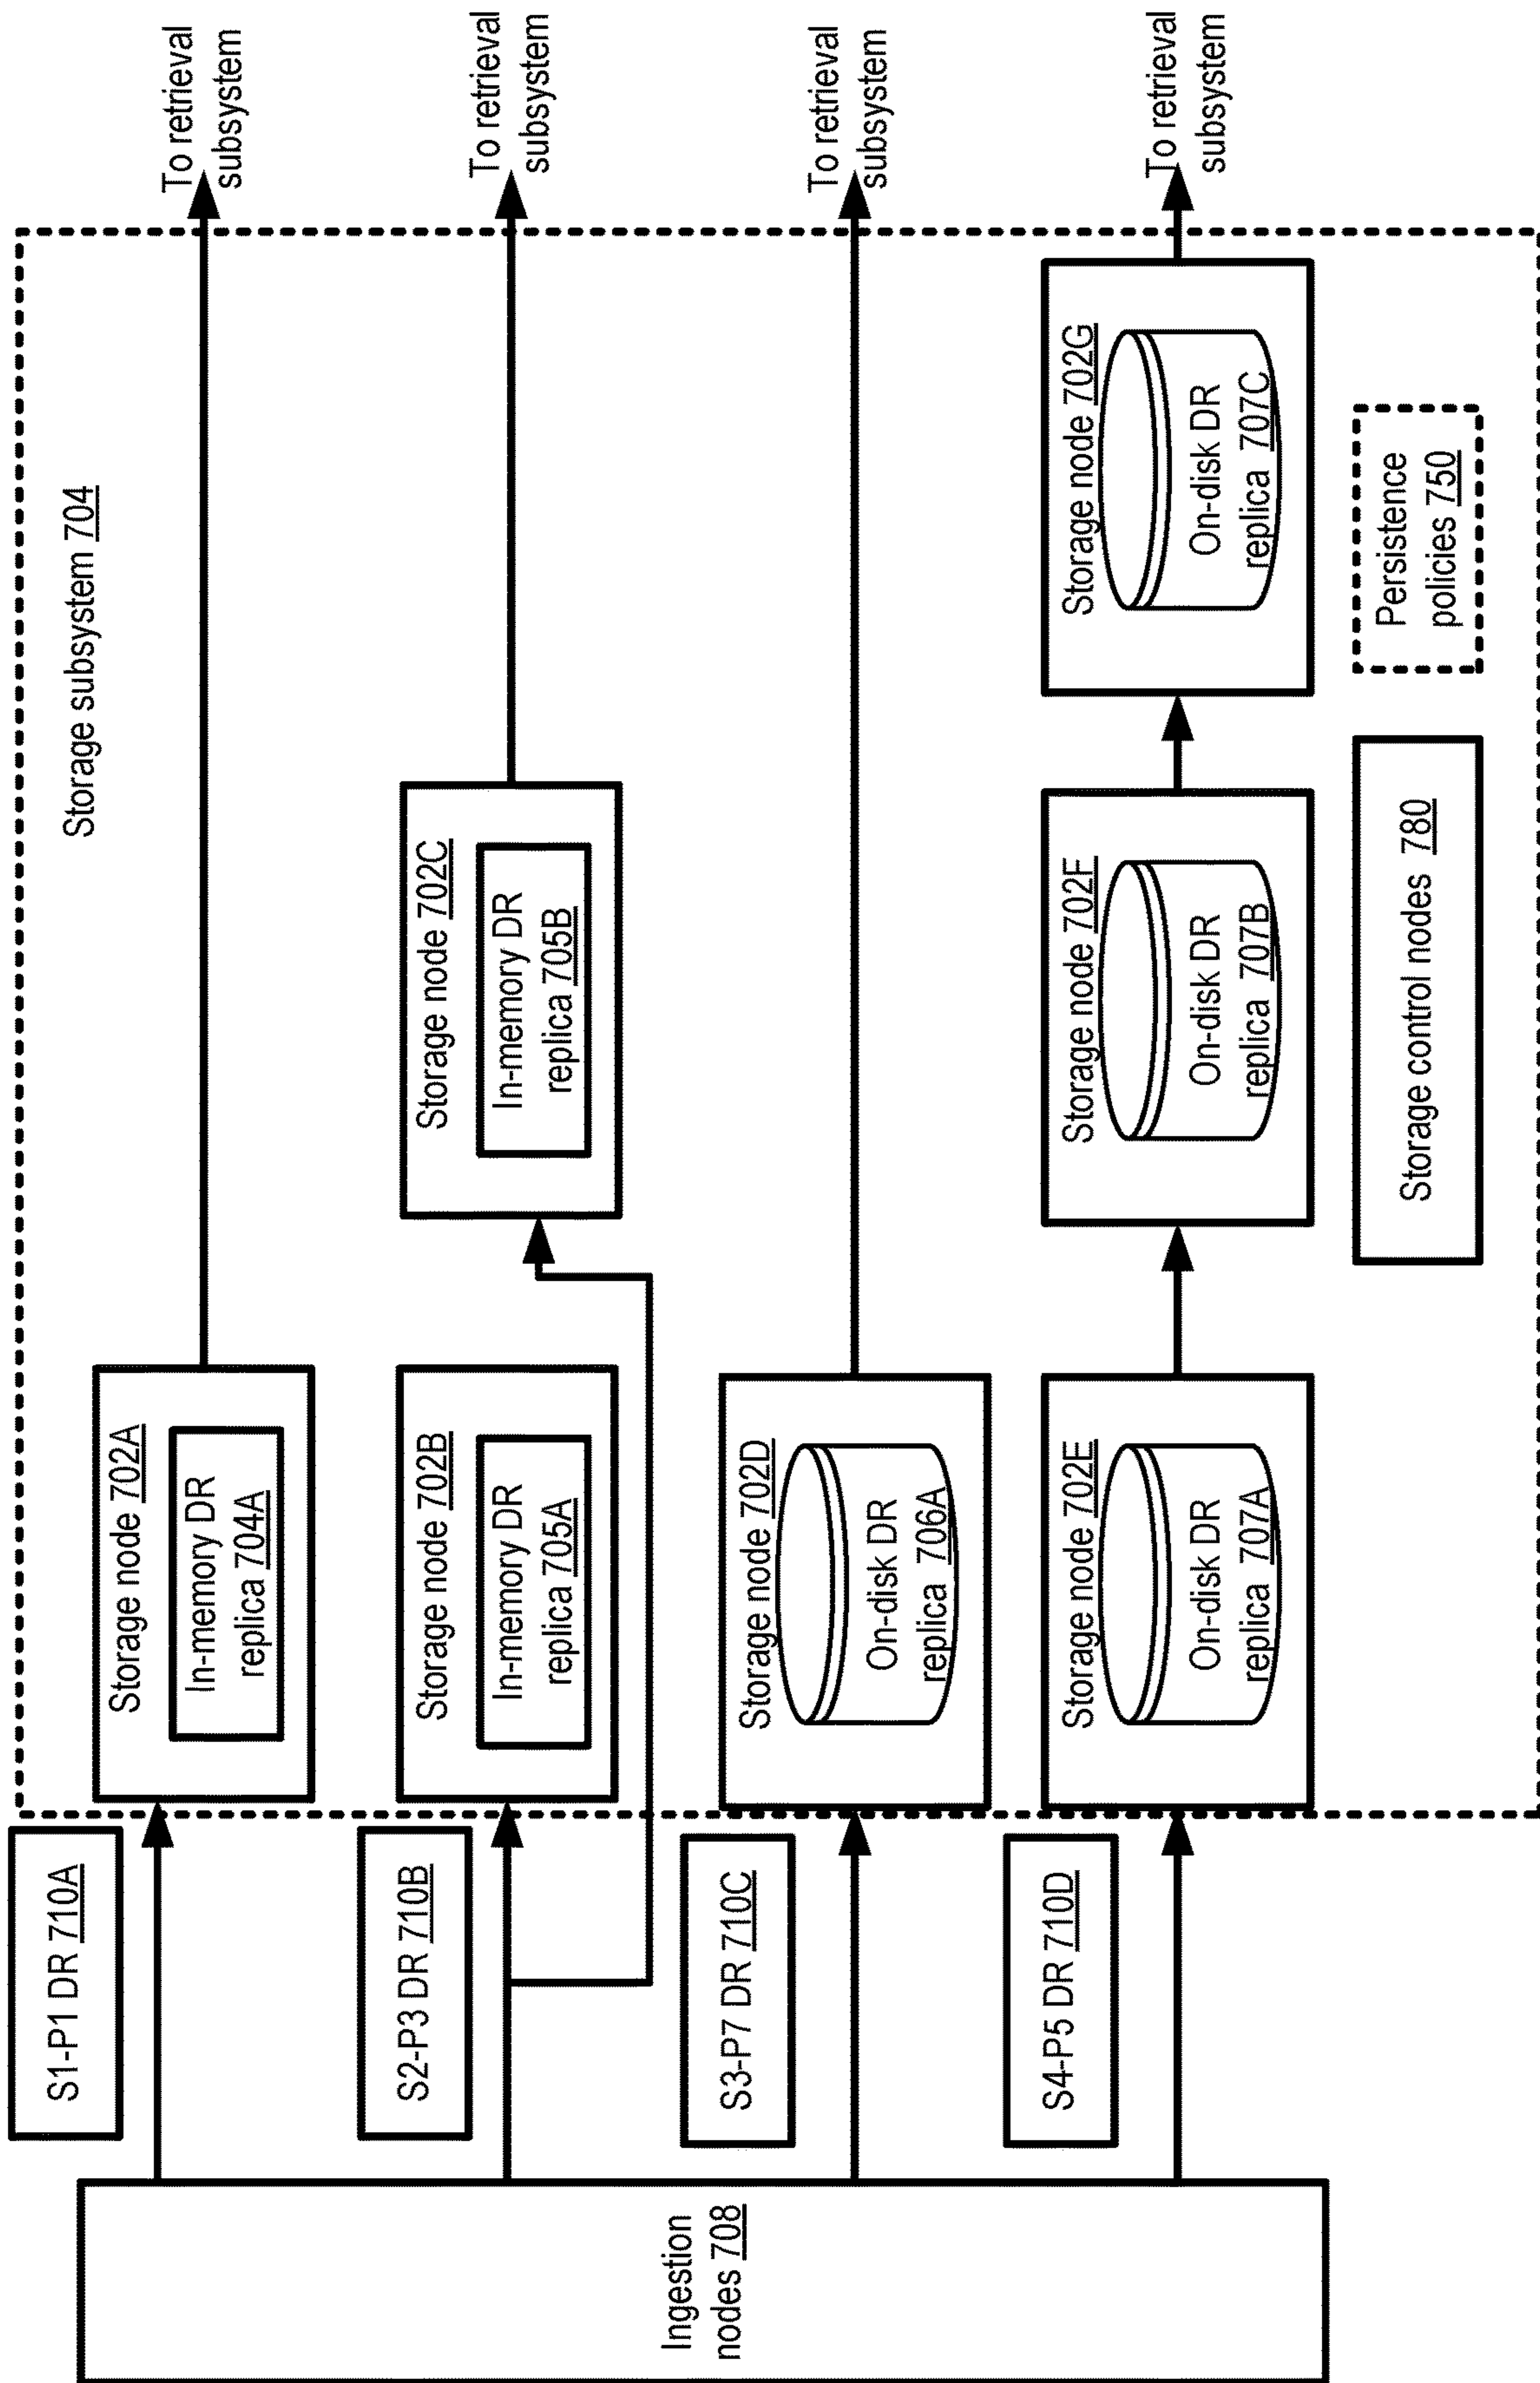 Storage subsystem 704
S1-P1 DR 710A
Storage node 702A
In-memory DR
replica 704A
To retrieval
subsystem
S2-P3 DR 710B
Storage node 702B
In-memory DR
replica 705A
Storage node 702C
In-memory DR
replica 705B
To retrieval
subsystem
Ingestion
nodes 708
S3-P7 DR 710C
Storage node 702D
On-disk DR
replica 706A
To retrieval
subsystem
S4-P5 DR 710D
Storage node 702E
On-disk DR
replica 707A
Storage node 702F
On-disk DR
replica 707B
Storage node 702G
On-disk DR
replica 707C
To retrieval
subsystem
Storage control nodes 780
Persistence
policies 750